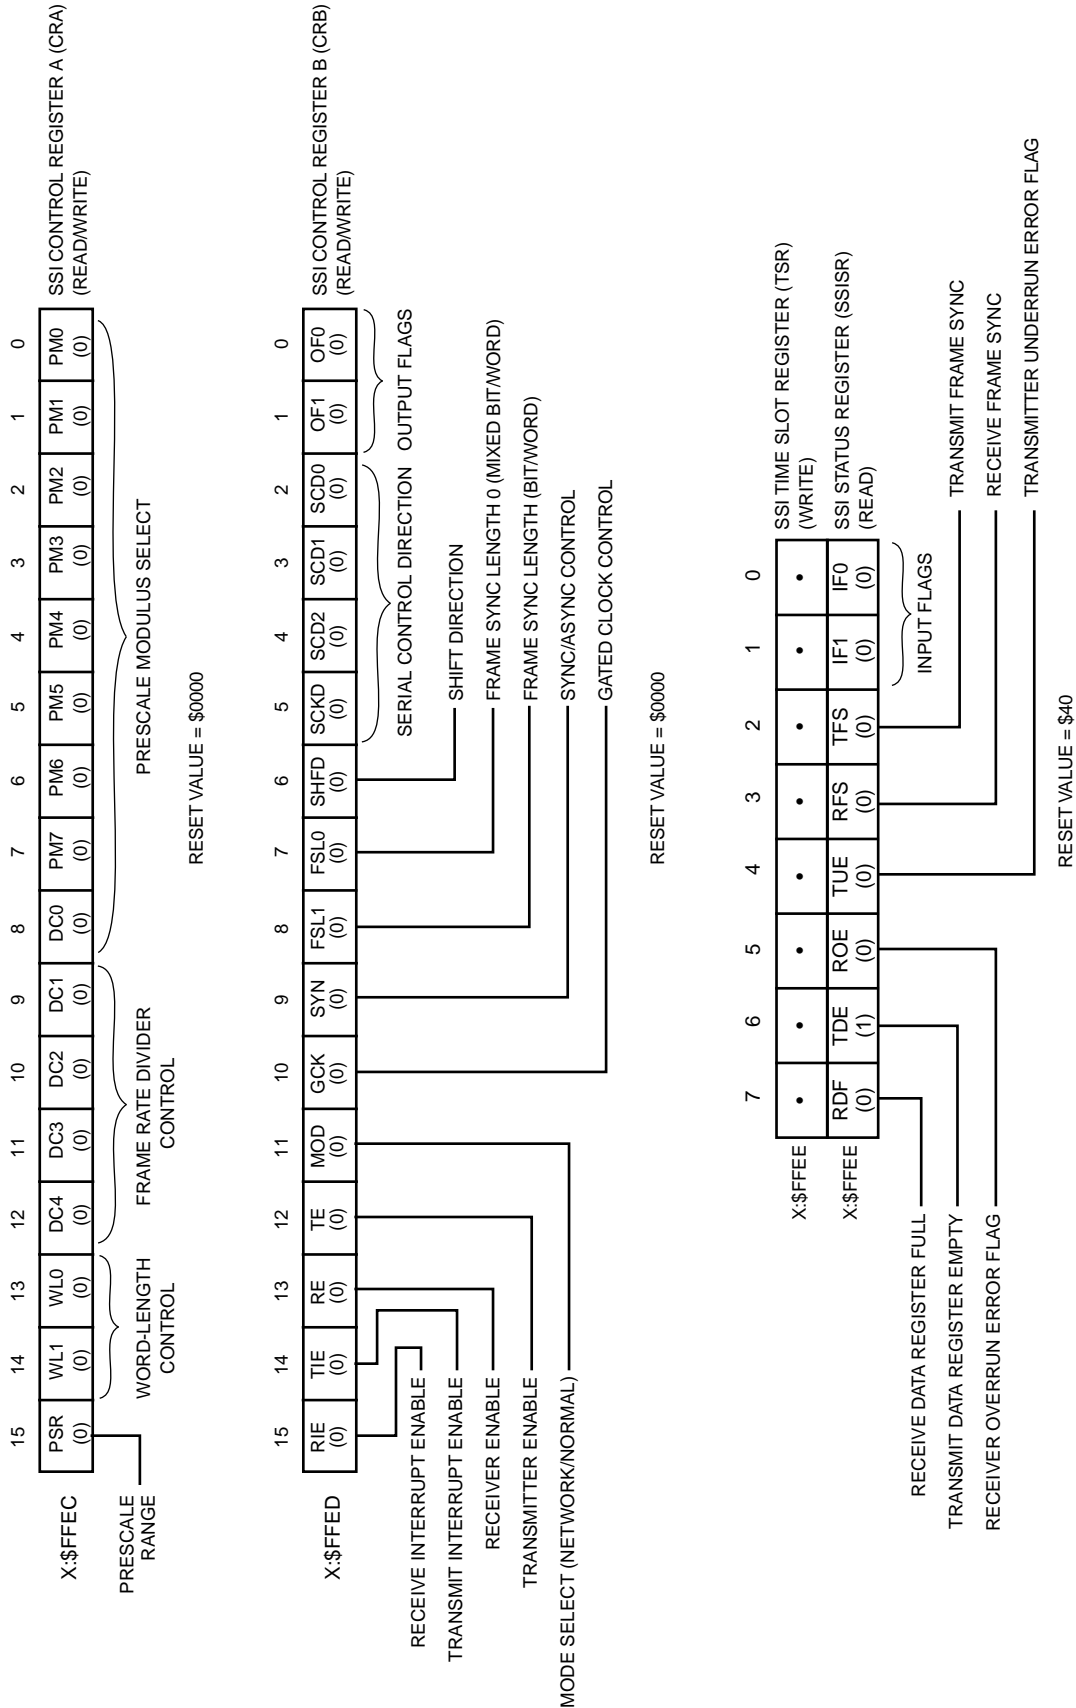 15 14 13 12 11 10 9 8 7 6 5 4 3 2 1 0
X:$FFEC
PSR WL1 WL0 DC4 DC3 DC2 DC1 DC0 PM7 PM6 PM5 PM4 PM3 PM2 PM1 PM0
(0) (0) (0) (0) (0) (0) (0) (0) (0) (0) (0) (0) (0) (0) (0) (0)
SSI CONTROL REGISTER A (CRA)
(READ/WRITE)
PRESCALE
RANGE
WORD-LENGTH
CONTROL
FRAME RATE DIVIDER
CONTROL
PRESCALE MODULUS SELECT
RESET VALUE = $0000
15 14 13 12 11 10 9 8 7 6 5 4 3 2 1 0
X:$FFED
RIE TIE RE TE MOD GCK SYN FSL1 FSL0 SHFD SCKD SCD2 SCD1 SCD0 OF1 OF0
(0) (0) (0) (0) (0) (0) (0) (0) (0) (0) (0) (0) (0) (0) (0) (0)
SSI CONTROL REGISTER B (CRB)
(READ/WRITE)
SERIAL CONTROL DIRECTION
OUTPUT FLAGS
RECEIVE INTERRUPT ENABLE
TRANSMIT INTERRUPT ENABLE
RECEIVER ENABLE
TRANSMITTER ENABLE
MODE SELECT (NETWORK/NORMAL)
SHIFT DIRECTION
FRAME SYNC LENGTH 0 (MIXED BIT/WORD)
FRAME SYNC LENGTH (BIT/WORD)
SYNC/ASYNC CONTROL
GATED CLOCK CONTROL
RESET VALUE = $0000
7 6 5 4 3 2 1 0
X:$FFEE
• • • • • • • •
SSI TIME SLOT REGISTER (TSR)
(WRITE)
X:$FFEE
RDF TDE ROE TUE RFS TFS IF1 IF0
(0) (1) (0) (0) (0) (0) (0) (0)
SSI STATUS REGISTER (SSISR)
(READ)
INPUT FLAGS
RECEIVE DATA REGISTER FULL
TRANSMIT DATA REGISTER EMPTY
RECEIVER OVERRUN ERROR FLAG
TRANSMIT FRAME SYNC
RECEIVE FRAME SYNC
TRANSMITTER UNDERRUN ERROR FLAG
RESET VALUE = $40